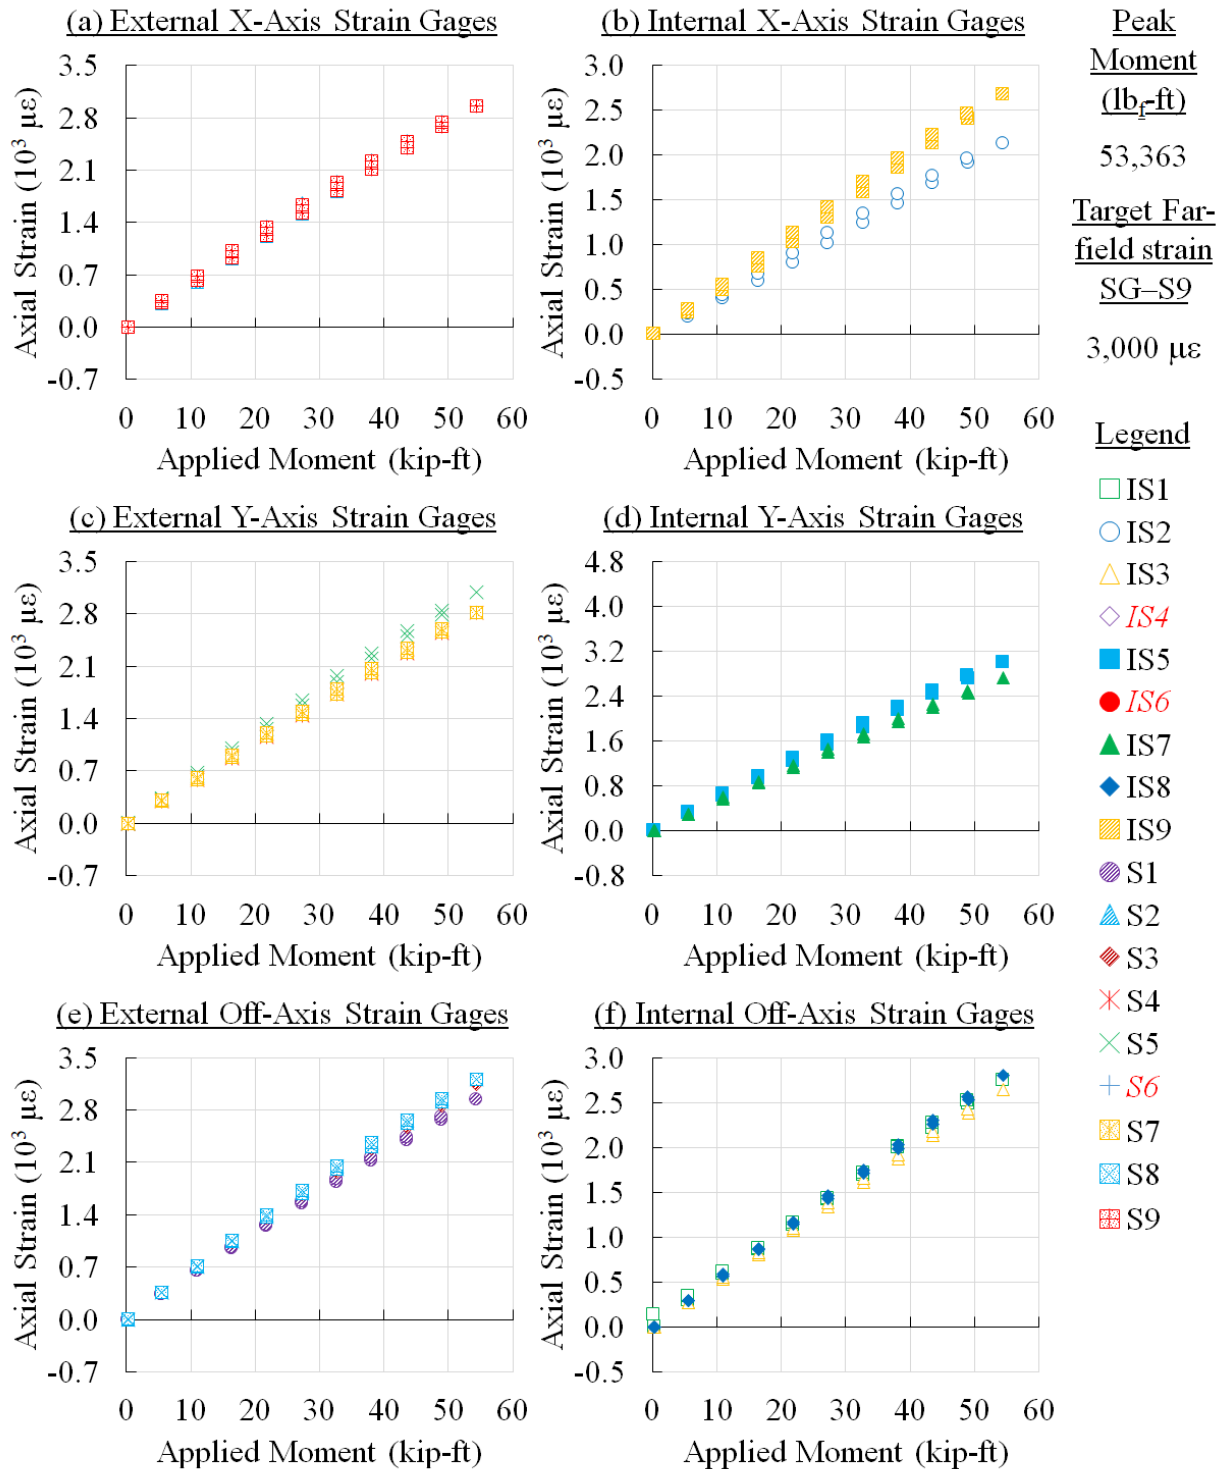 (a) External X-Axis Strain Gages
3.5
2.8
2.1
1.4
0.7
0.0
-0.7
Axial Strain (10³ µε)
0 10 20 30 40 50 60
Applied Moment (kip-ft)
(b) Internal X-Axis Strain Gages
3.0
2.5
2.0
1.5
1.0
0.5
0.0
-0.5
Axial Strain (10³ µε)
0 10 20 30 40 50 60
Applied Moment (kip-ft)
Peak
Moment
(lbf-ft)
53,363
Target Far-
field strain
SG–S9
3,000 µε
(c) External Y-Axis Strain Gages
3.5
2.8
2.1
1.4
0.7
0.0
-0.7
Axial Strain (10³ µε)
0 10 20 30 40 50 60
Applied Moment (kip-ft)
(d) Internal Y-Axis Strain Gages
4.8
4.0
3.2
2.4
1.6
0.8
0.0
-0.8
Axial Strain (10³ µε)
0 10 20 30 40 50 60
Applied Moment (kip-ft)
(e) External Off-Axis Strain Gages
3.5
2.8
2.1
1.4
0.7
0.0
-0.7
Axial Strain (10³ µε)
0 10 20 30 40 50 60
Applied Moment (kip-ft)
(f) Internal Off-Axis Strain Gages
3.0
2.5
2.0
1.5
1.0
0.5
0.0
-0.5
Axial Strain (10³ µε)
0 10 20 30 40 50 60
Applied Moment (kip-ft)
Legend
IS1
IS2
IS3
IS4
IS5
IS6
IS7
IS8
IS9
S1
S2
S3
S4
S5
S6
S7
S8
S9